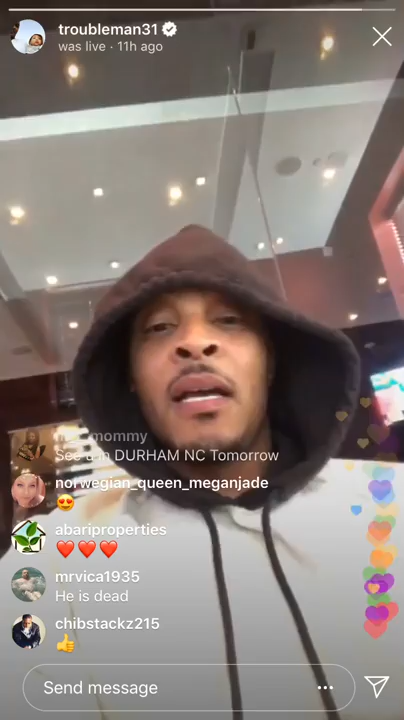 troubleman31
was live · 11h ago
mommy
See u in DURHAM NC Tomorrow
norwegian_queen_meganjade
😍
abariproperties
❤️❤️❤️
mrvica1935
He is dead
chibstackz215
👍
Send message